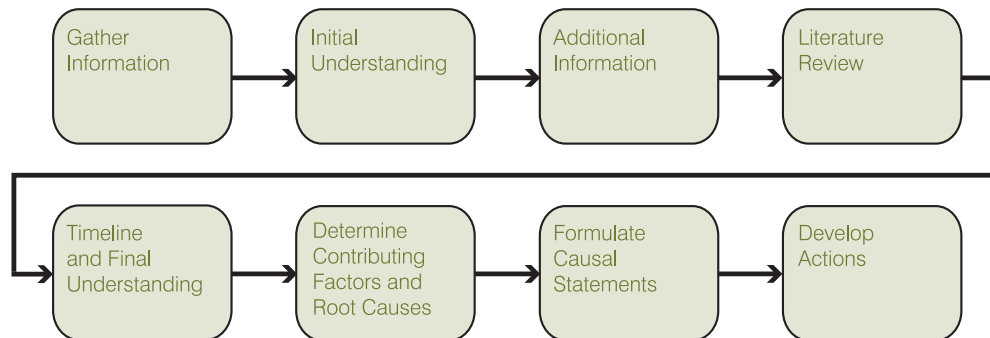 Gather
Information
Initial
Understanding
Additional
Information
Literature
Review
Timeline
and Final
Understanding
Determine
Contributing
Factors and
Root Causes
Formulate
Causal
Statements
Develop
Actions